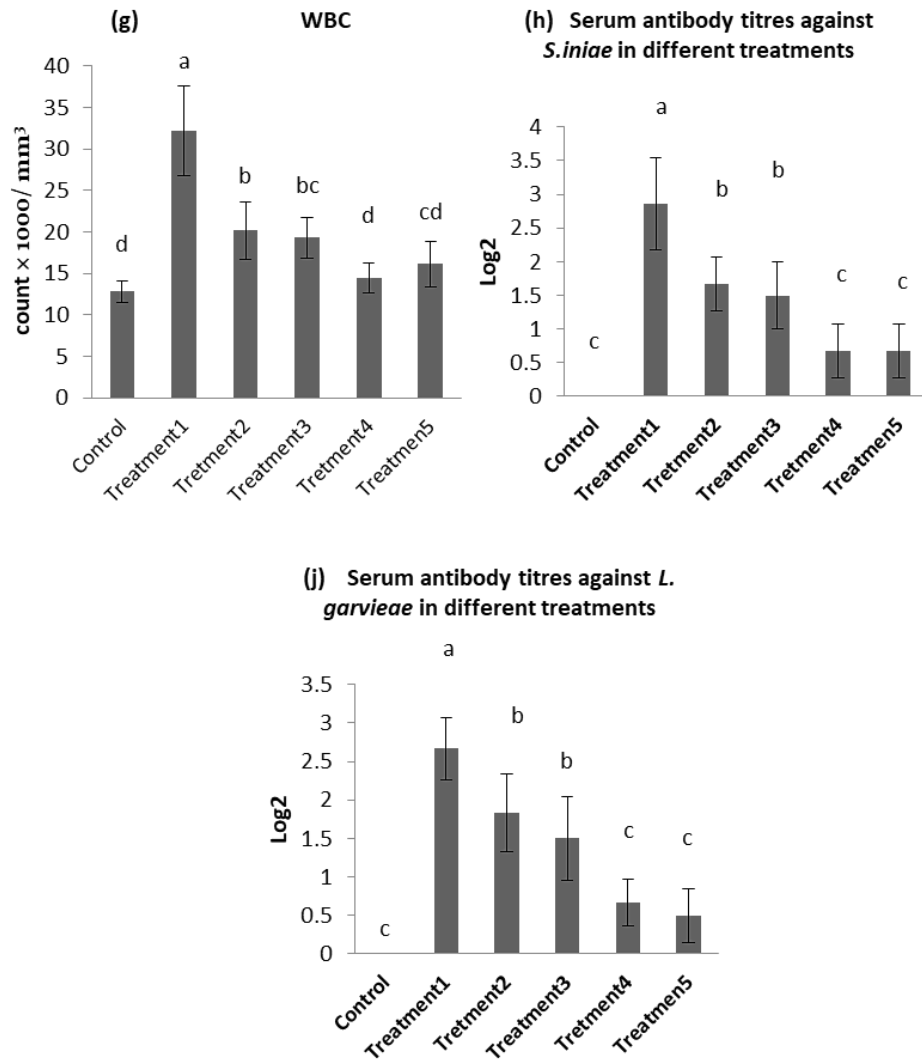 (g) WBC
count × 1000/ mm³
40
35
30
25
20
15
10
5
0
d
a
b
bc
d
cd
Control
Treatment1
Tretment2
Treatment3
Tretment4
Treatmen5
(h) Serum antibody titres against
S.iniae in different treatments
Log2
4
3.5
3
2.5
2
1.5
1
0.5
0
c
a
b
b
c
c
Control
Treatment1
Tretment2
Treatment3
Tretment4
Treatmen5
(j) Serum antibody titres against L.
garvieae in different treatments
Log2
3.5
3
2.5
2
1.5
1
0.5
0
c
a
b
b
c
c
Control
Treatment1
Tretment2
Treatment3
Tretment4
Treatmen5